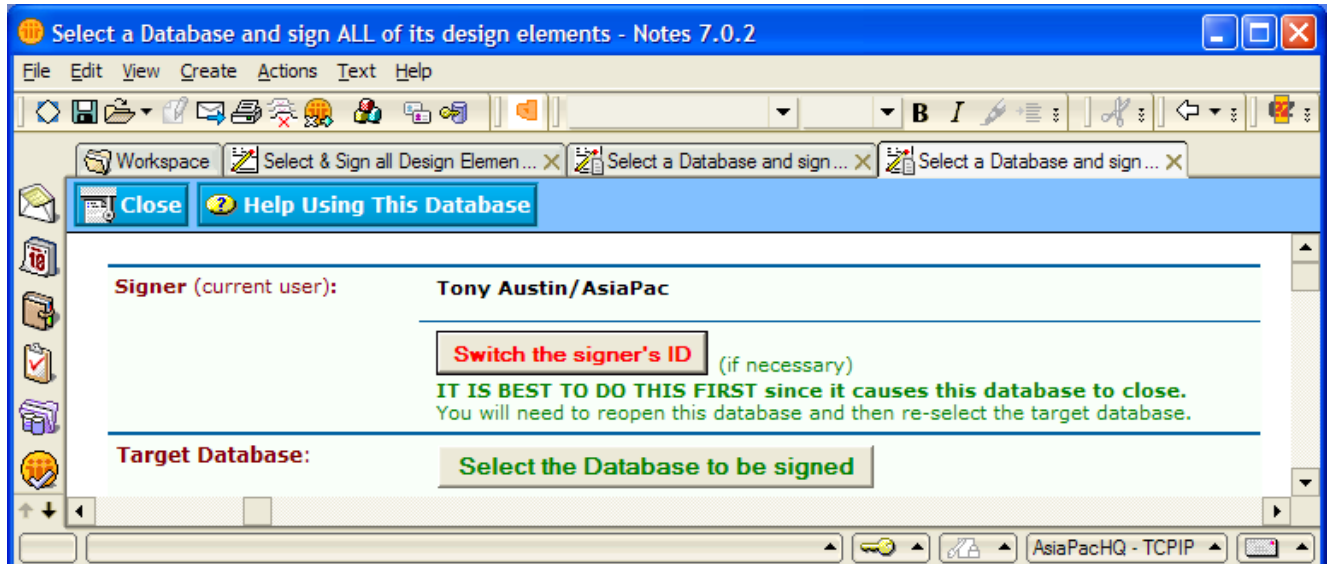 Select a Database and sign ALL of its design elements - Notes 7.0.2
File Edit View Create Actions Text Help
B I
Workspace Select & Sign all Design Elemen ... Select a Database and sign ... Select a Database and sign ...
Close Help Using This Database
Signer (current user): Tony Austin/AsiaPac
Switch the signer's ID (if necessary)
IT IS BEST TO DO THIS FIRST since it causes this database to close.
You will need to reopen this database and then re-select the target database.
Target Database: Select the Database to be signed
AsiaPacHQ - TCPIP